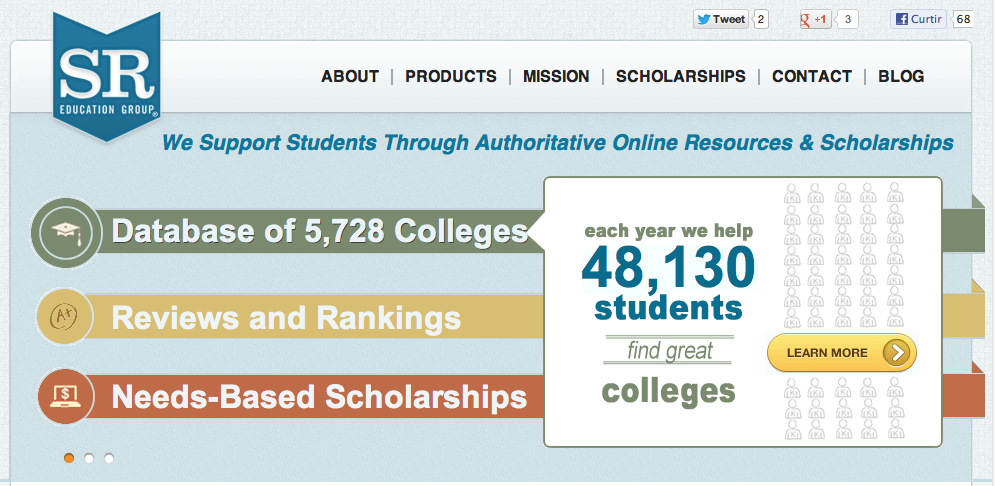 Tweet 2
g +1 3
Curtir 68
SR
EDUCATION GROUP®
ABOUT | PRODUCTS | MISSION | SCHOLARSHIPS | CONTACT | BLOG
We Support Students Through Authoritative Online Resources & Scholarships
Database of 5,728 Colleges
A+
Reviews and Rankings
$
Needs-Based Scholarships
each year we help
48,130
students
find great
colleges
LEARN MORE